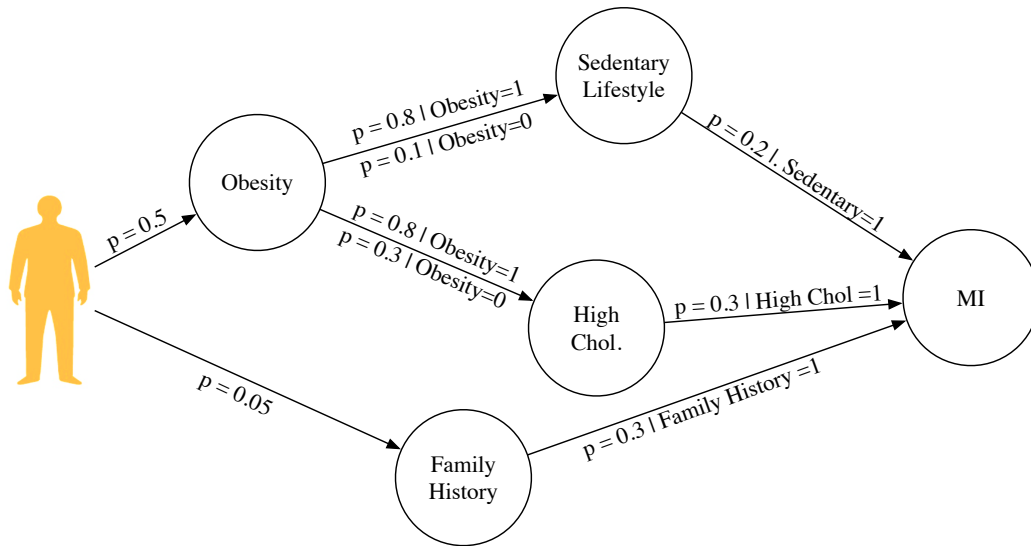 Sedentary
Lifestyle
p = 0.8 | Obesity=1
p = 0.1 | Obesity=0
p = 0.2 |. Sedentary=1
Obesity
p = 0.5
p = 0.8 | Obesity=1
p = 0.3 | Obesity=0
High
Chol.
p = 0.3 | High Chol =1
MI
p = 0.05
p = 0.3 | Family History =1
Family
History